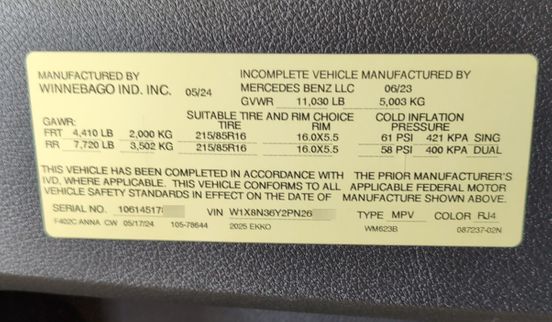 MANUFACTURED BY
WINNEBAGO IND. INC. 05/24
INCOMPLETE VEHICLE MANUFACTURED BY
MERCEDES BENZ LLC 06/23
GVWR 11,030 LB 5,003 KG
SUITABLE TIRE AND RIM CHOICE COLD INFLATION
GAWR: TIRE RIM PRESSURE
FRT 4,410 LB 2,000 KG 215/85R16 16.0X5.5 61 PSI 421 KPA SING
RR 7,720 LB 3,502 KG 215/85R16 16.0X5.5 58 PSI 400 KPA DUAL
THIS VEHICLE HAS BEEN COMPLETED IN ACCORDANCE WITH THE PRIOR MANUFACTURER'S
IVD, WHERE APPLICABLE. THIS VEHICLE CONFORMS TO ALL APPLICABLE FEDERAL MOTOR
VEHICLE SAFETY STANDARDS IN EFFECT ON THE DATE OF MANUFACTURE SHOWN ABOVE.
SERIAL NO. 10614517 VIN W1X8N36Y2PN26 TYPE MPV COLOR RJ4
F402C ANNA CW 05/17/24 105-78644 2025 EKKO WM623B 087237-02N